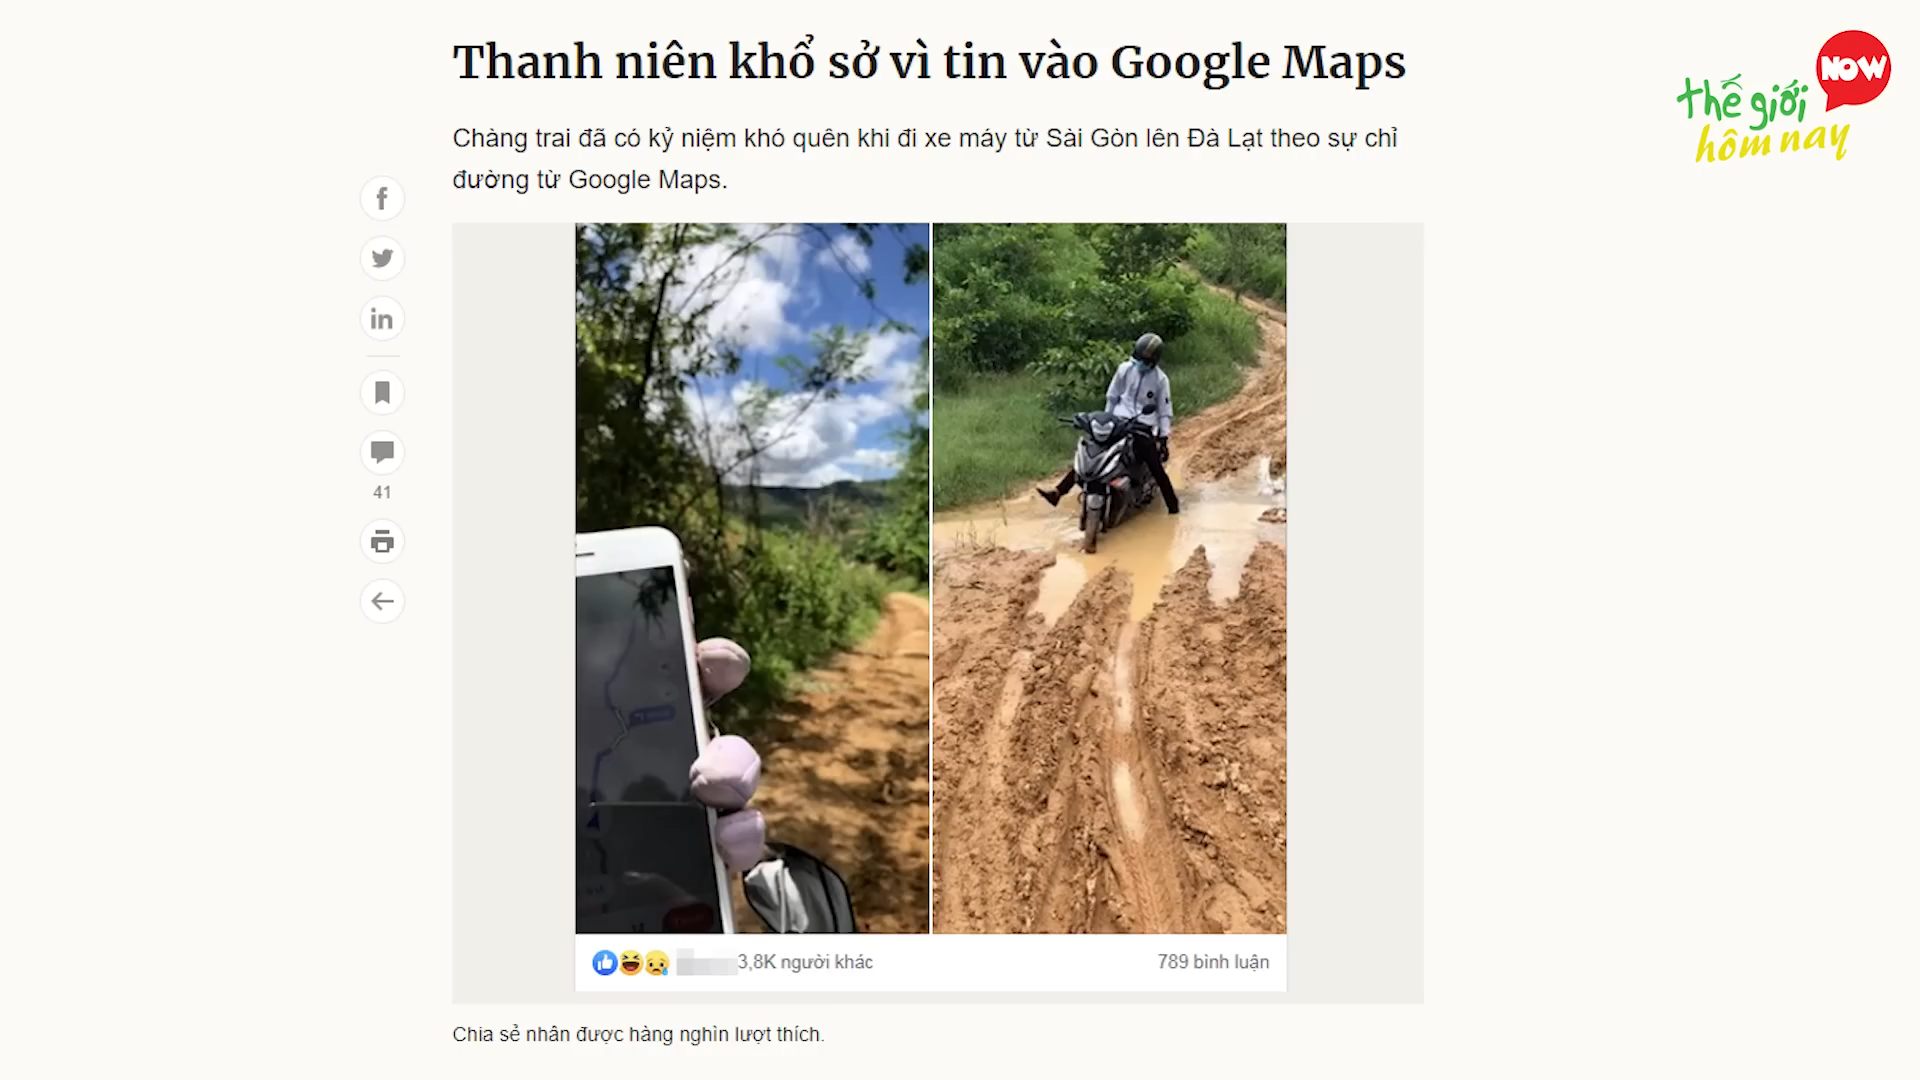 Thanh niên khổ sở vì tin vào Google Maps
NOW
thế giới
hôm nay
Chàng trai đã có kỷ niệm khó quên khi đi xe máy từ Sài Gòn lên Đà Lạt theo sự chỉ
đường từ Google Maps.
41
3,8K người khác
789 bình luận
Chia sẻ nhân được hàng nghìn lượt thích.